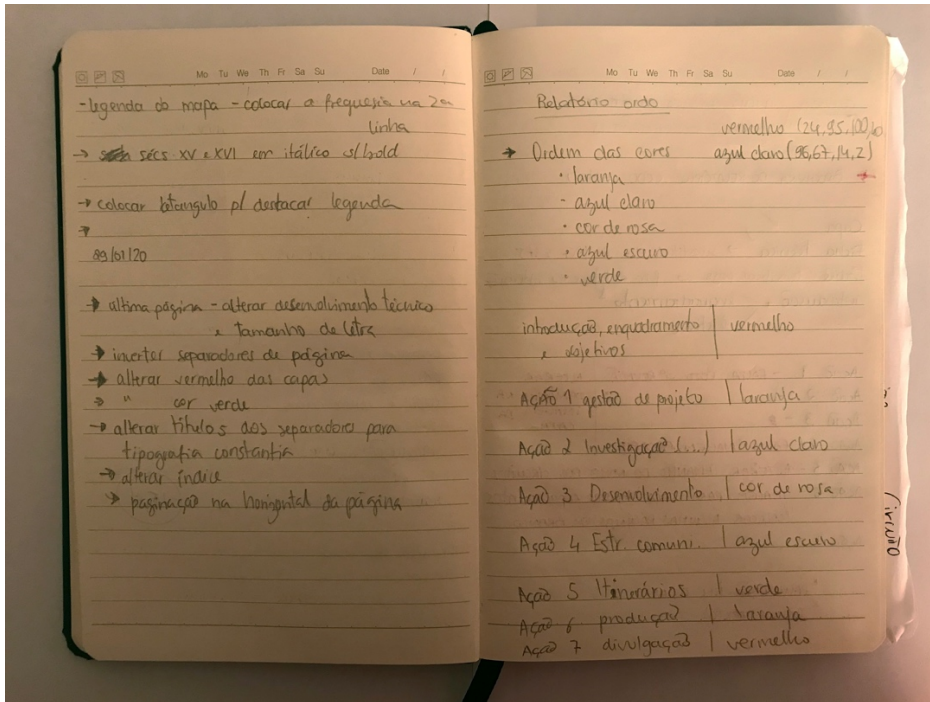 Mo Tu We Th Fr Sa Su Date / /
- legenda do mapa - colocar a freguesia na 2a
linha
→ sécs XV e XVI em itálico s/ bold
→ colocar retangulo p/ destacar legenda
→
09/01/20
→ ultima página - alterar desenvolvimento técnico
e tamanho de letra
→ inserter separadores de página
→ alterar vermelho das capas
→ " cor verde
→ alterar títulos dos separadores para
tipografia constantia
→ alterar índice
→ paginação na horizontal da página
Mo Tu We Th Fr Sa Su Date / /
Relatório
vermelho (24, 95, 100,
→ Ordem das cores azul claro (96, 67, 14, 2)
• laranja
- azul claro
• cor de rosa
• azul escuro
• verde
introdução, enquadramento | vermelho
e objetivos
Ação 1 gestão de projeto | laranja
Ação 2 Investigação (...) | azul claro
Ação 3 Desenvolvimento | cor de rosa
Ação 4 Estr. comuni. | azul escuro
Ação 5 Itinerários | verde
Ação 6 produção | laranja
Ação 7 divulgação | vermelho